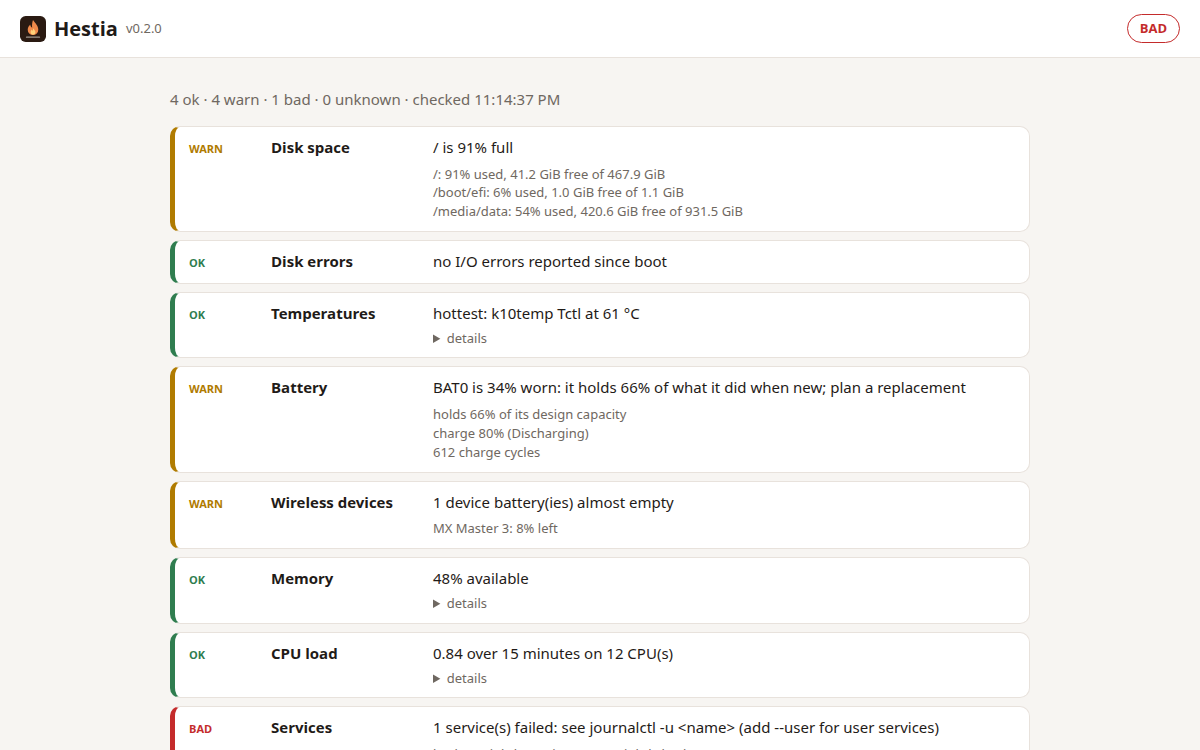 Hestia v0.2.0
BAD
4 ok · 4 warn · 1 bad · 0 unknown · checked 11:14:37 PM
WARN Disk space / is 91% full
/: 91% used, 41.2 GiB free of 467.9 GiB
/boot/efi: 6% used, 1.0 GiB free of 1.1 GiB
/media/data: 54% used, 420.6 GiB free of 931.5 GiB
OK Disk errors no I/O errors reported since boot
OK Temperatures hottest: k10temp Tctl at 61 °C
details
WARN Battery BAT0 is 34% worn: it holds 66% of what it did when new; plan a replacement
holds 66% of its design capacity
charge 80% (Discharging)
612 charge cycles
WARN Wireless devices 1 device battery(ies) almost empty
MX Master 3: 8% left
OK Memory 48% available
details
OK CPU load 0.84 over 15 minutes on 12 CPU(s)
details
BAD Services 1 service(s) failed: see journalctl -u <name> (add --user for user services)